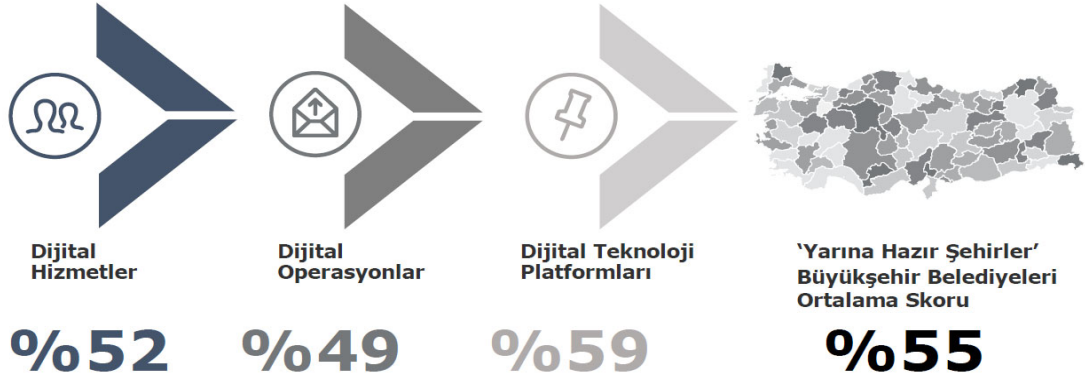 Dijital
Hizmetler
%52
Dijital
Operasyonlar
%49
Dijital Teknoloji
Platformları
%59
‘Yarına Hazır Şehirler’
Büyükşehir Belediyeleri
Ortalama Skoru
%55